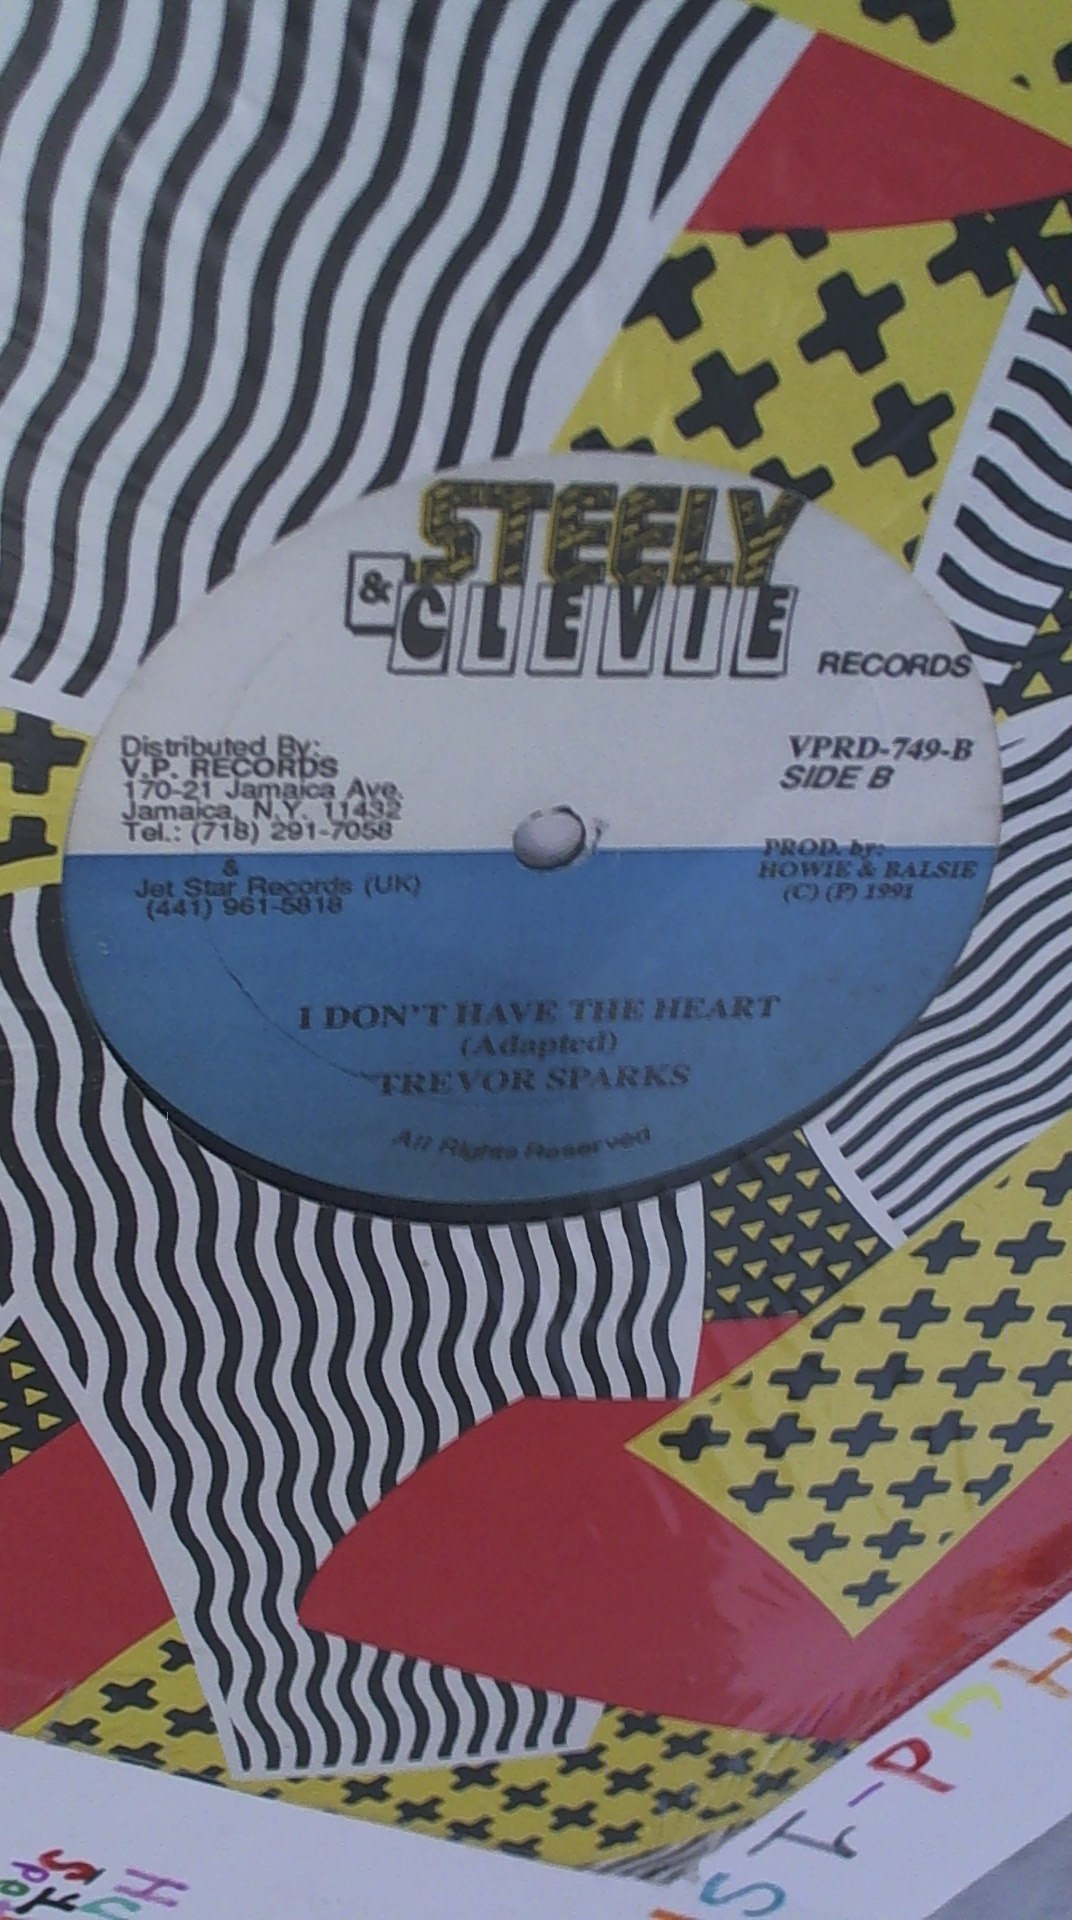 STEELY
& CLEVIE
RECORDS
Distributed By:
V.P. RECORDS
170-21 Jamaica Ave.
Jamaica, N.Y. 11432
Tel.: (718) 291-7058
&
Jet Star Records (UK)
(441) 961-5818
VPRD-749-B
SIDE B
PROD. by:
HOWIE & BALSIE
(C) (P) 1991
I DON'T HAVE THE HEART
(Adapted)
TREVOR SPARKS
All Rights Reserved